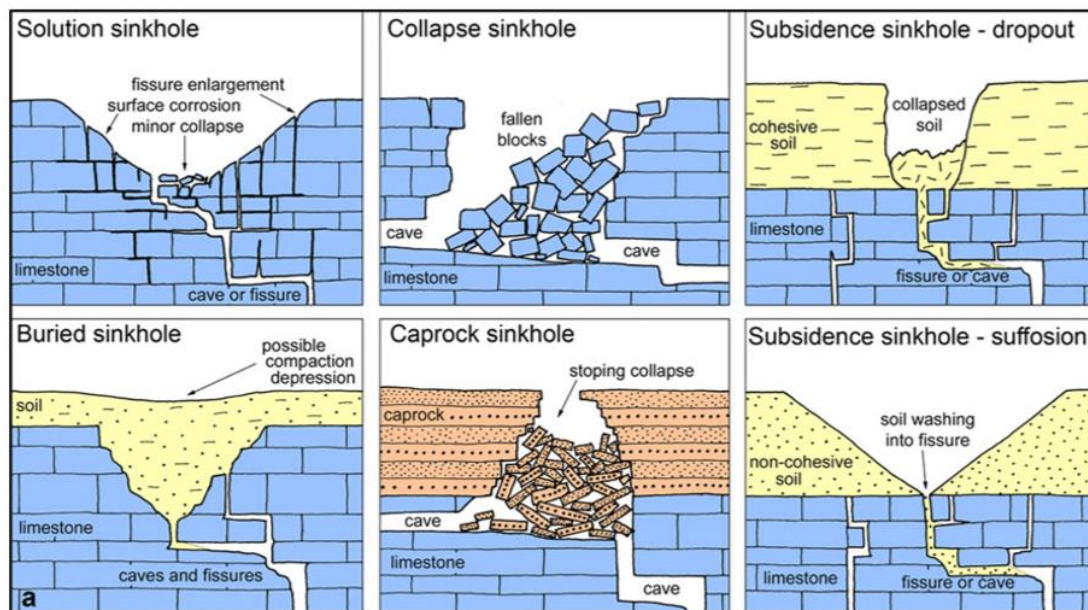 Solution sinkhole
fissure enlargement
surface corrosion
minor collapse
limestone
cave or fissure
Collapse sinkhole
fallen
blocks
cave
cave
limestone
Subsidence sinkhole - dropout
collapsed
soil
cohesive
soil
limestone
fissure or cave
Buried sinkhole
possible
compaction
depression
soil
limestone
caves and fissures
a
Caprock sinkhole
stoping collapse
caprock
cave
limestone
cave
Subsidence sinkhole - suffosion
soil washing
into fissure
non-cohesive
soil
limestone
fissure or cave